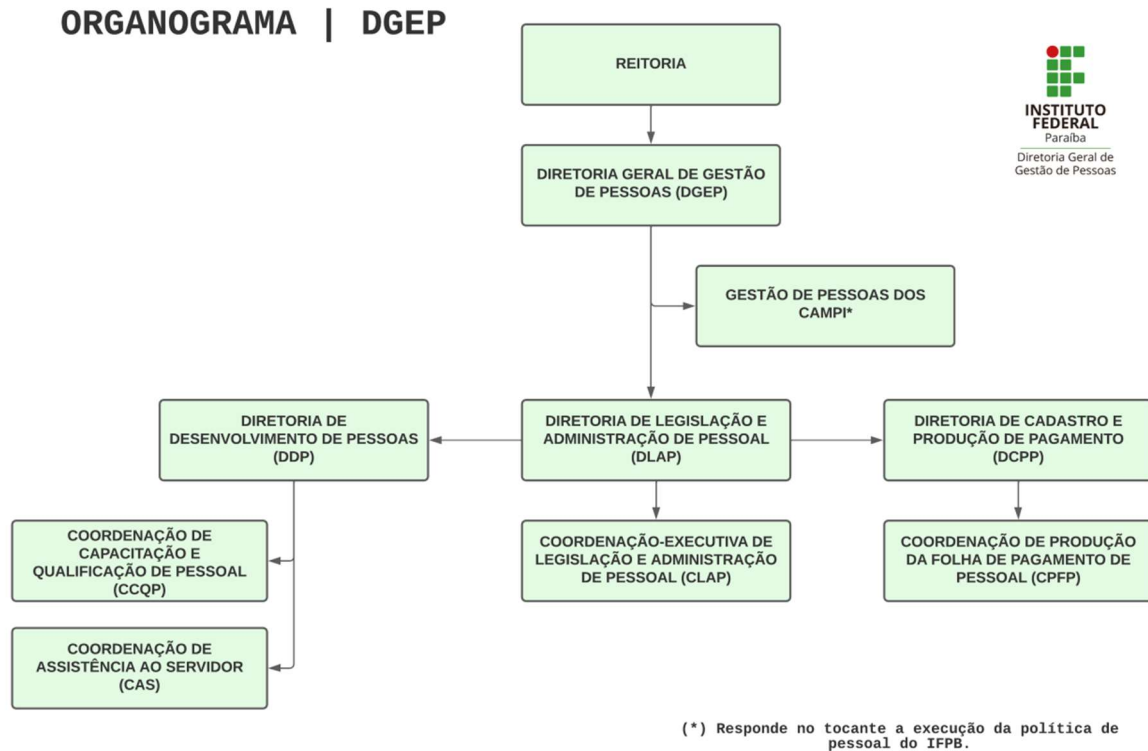 ORGANOGRAMA | DGEP
REITORIA
INSTITUTO
FEDERAL
Paraíba
Diretoria Geral de
Gestão de Pessoas
DIRETORIA GERAL DE GESTÃO
DE PESSOAS (DGEP)
GESTÃO DE PESSOAS DOS
CAMPI*
DIRETORIA DE
DESENVOLVIMENTO DE PESSOAS
(DDP)
DIRETORIA DE LEGISLAÇÃO E
ADMINISTRAÇÃO DE PESSOAL
(DLAP)
DIRETORIA DE CADASTRO E
PRODUÇÃO DE PAGAMENTO
(DCPP)
COORDENAÇÃO DE
CAPACITAÇÃO E
QUALIFICAÇÃO DE PESSOAL
(CCQP)
COORDENAÇÃO-EXECUTIVA DE
LEGISLAÇÃO E ADMINISTRAÇÃO
DE PESSOAL (CLAP)
COORDENAÇÃO DE PRODUÇÃO
DA FOLHA DE PAGAMENTO DE
PESSOAL (CPFP)
COORDENAÇÃO DE
ASSISTÊNCIA AO SERVIDOR
(CAS)
(*) Responde no tocante a execução da política de
pessoal do IFPB.